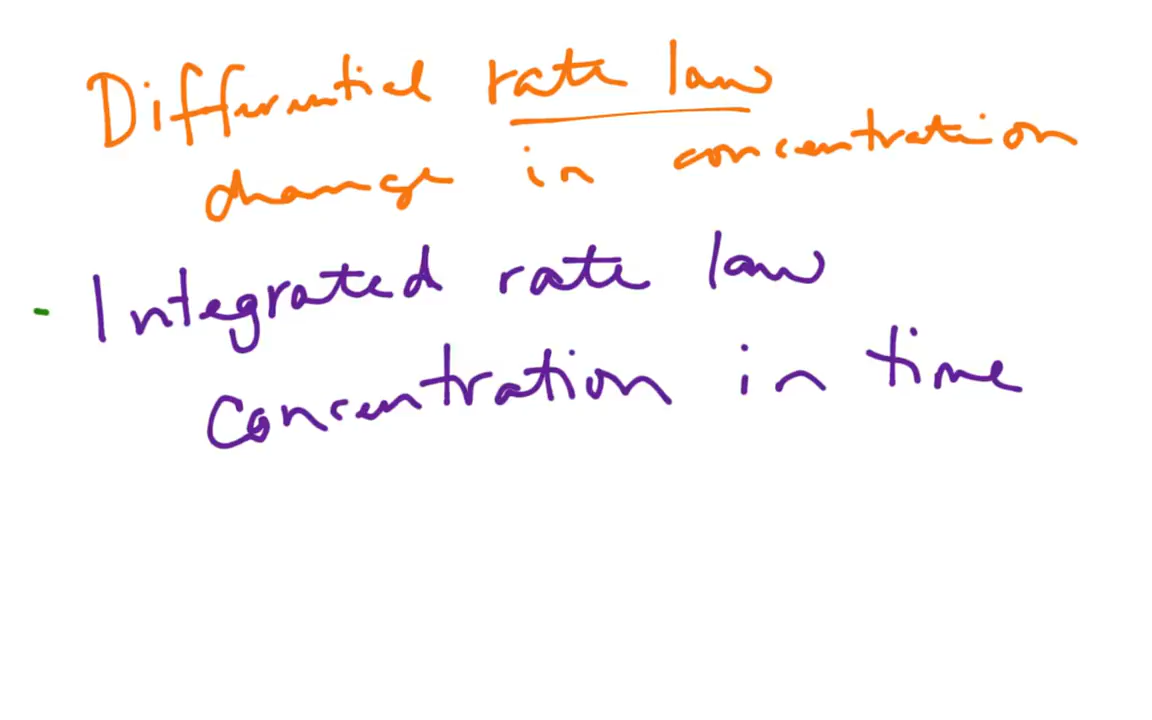 Differential rate law
change in concentration
- Integrated rate law
concentration in time